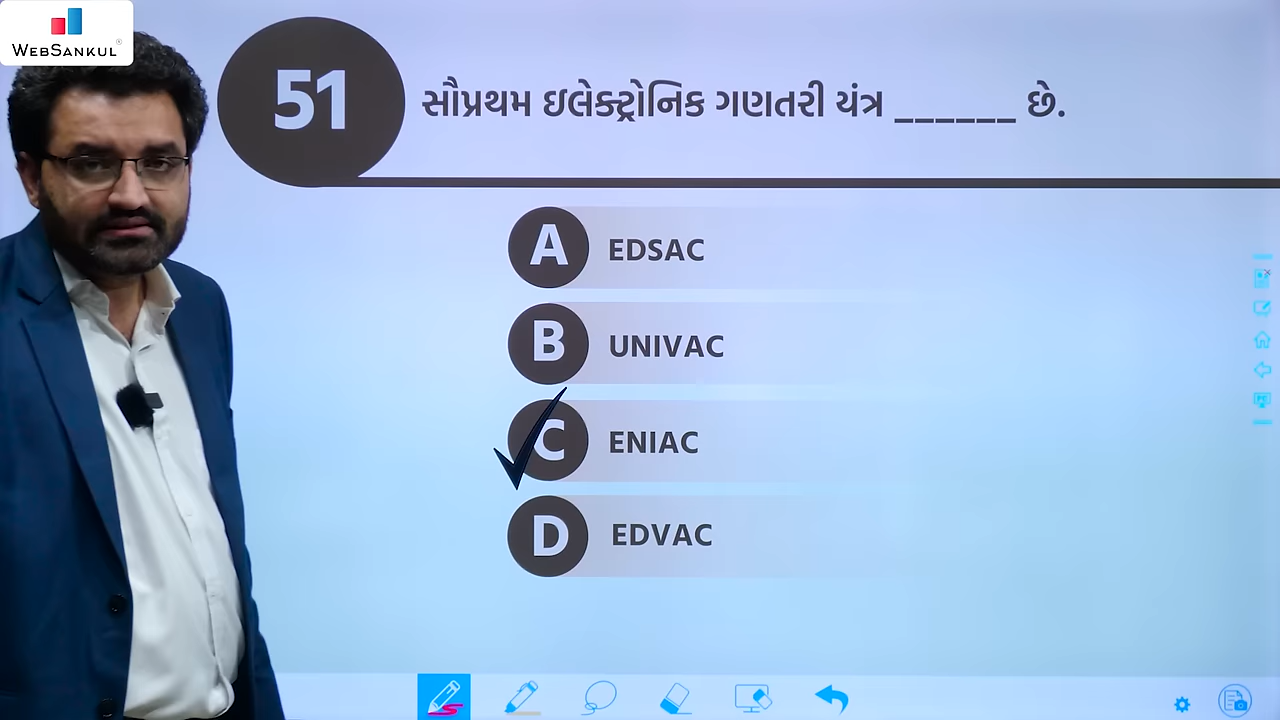 WEBSANKUL
51
સૌપ્રથમ ઇલેક્ટ્રોનિક ગણતરી યંત્ર ______ છે.
A EDSAC
B UNIVAC
C ENIAC
D EDVAC